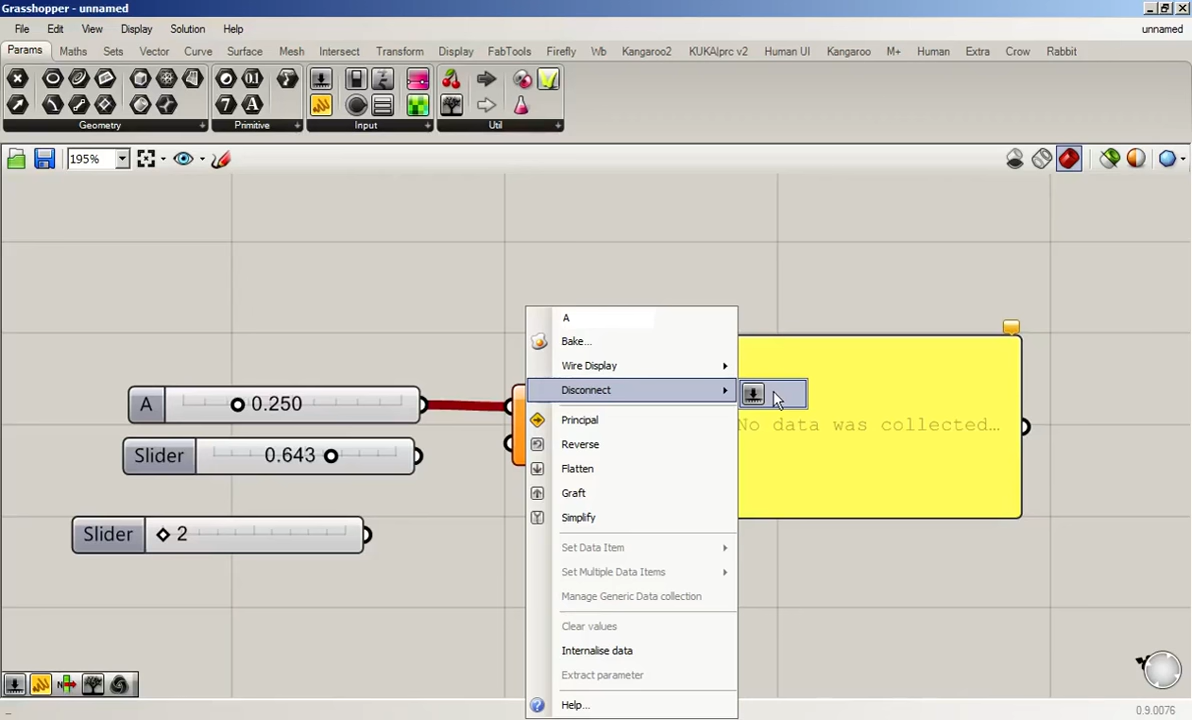 Grasshopper - unnamed
File Edit View Display Solution Help
unnamed
Params Maths Sets Vector Curve Surface Mesh Intersect Transform Display FabTools Firefly Wb Kangaroo2 KUKA|prc v2 Human UI Kangaroo M+ Human Extra Crow Rabbit
Geometry Primitive Input Util
195%
A
Bake...
Wire Display
Disconnect
Principal
Reverse
Flatten
Graft
Simplify
Set Data Item
Set Multiple Data Items
Manage Generic Data collection
Clear values
Internalise data
Extract parameter
Help...
A 0.250
Slider 0.643
Slider 2
No data was collected…
0.9.0076